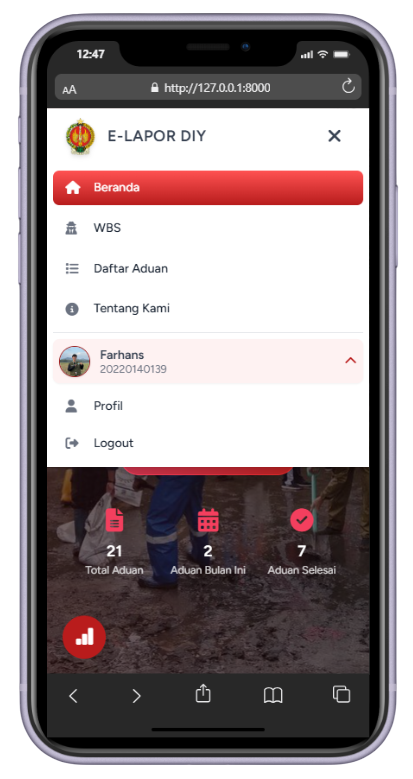 12:47
AA
http://127.0.0.1:8000
E-LAPOR DIY
Beranda
WBS
Daftar Aduan
Tentang Kami
Farhans
20220140139
Profil
Logout
21 2 7
Total Aduan Aduan Bulan Ini Aduan Selesai